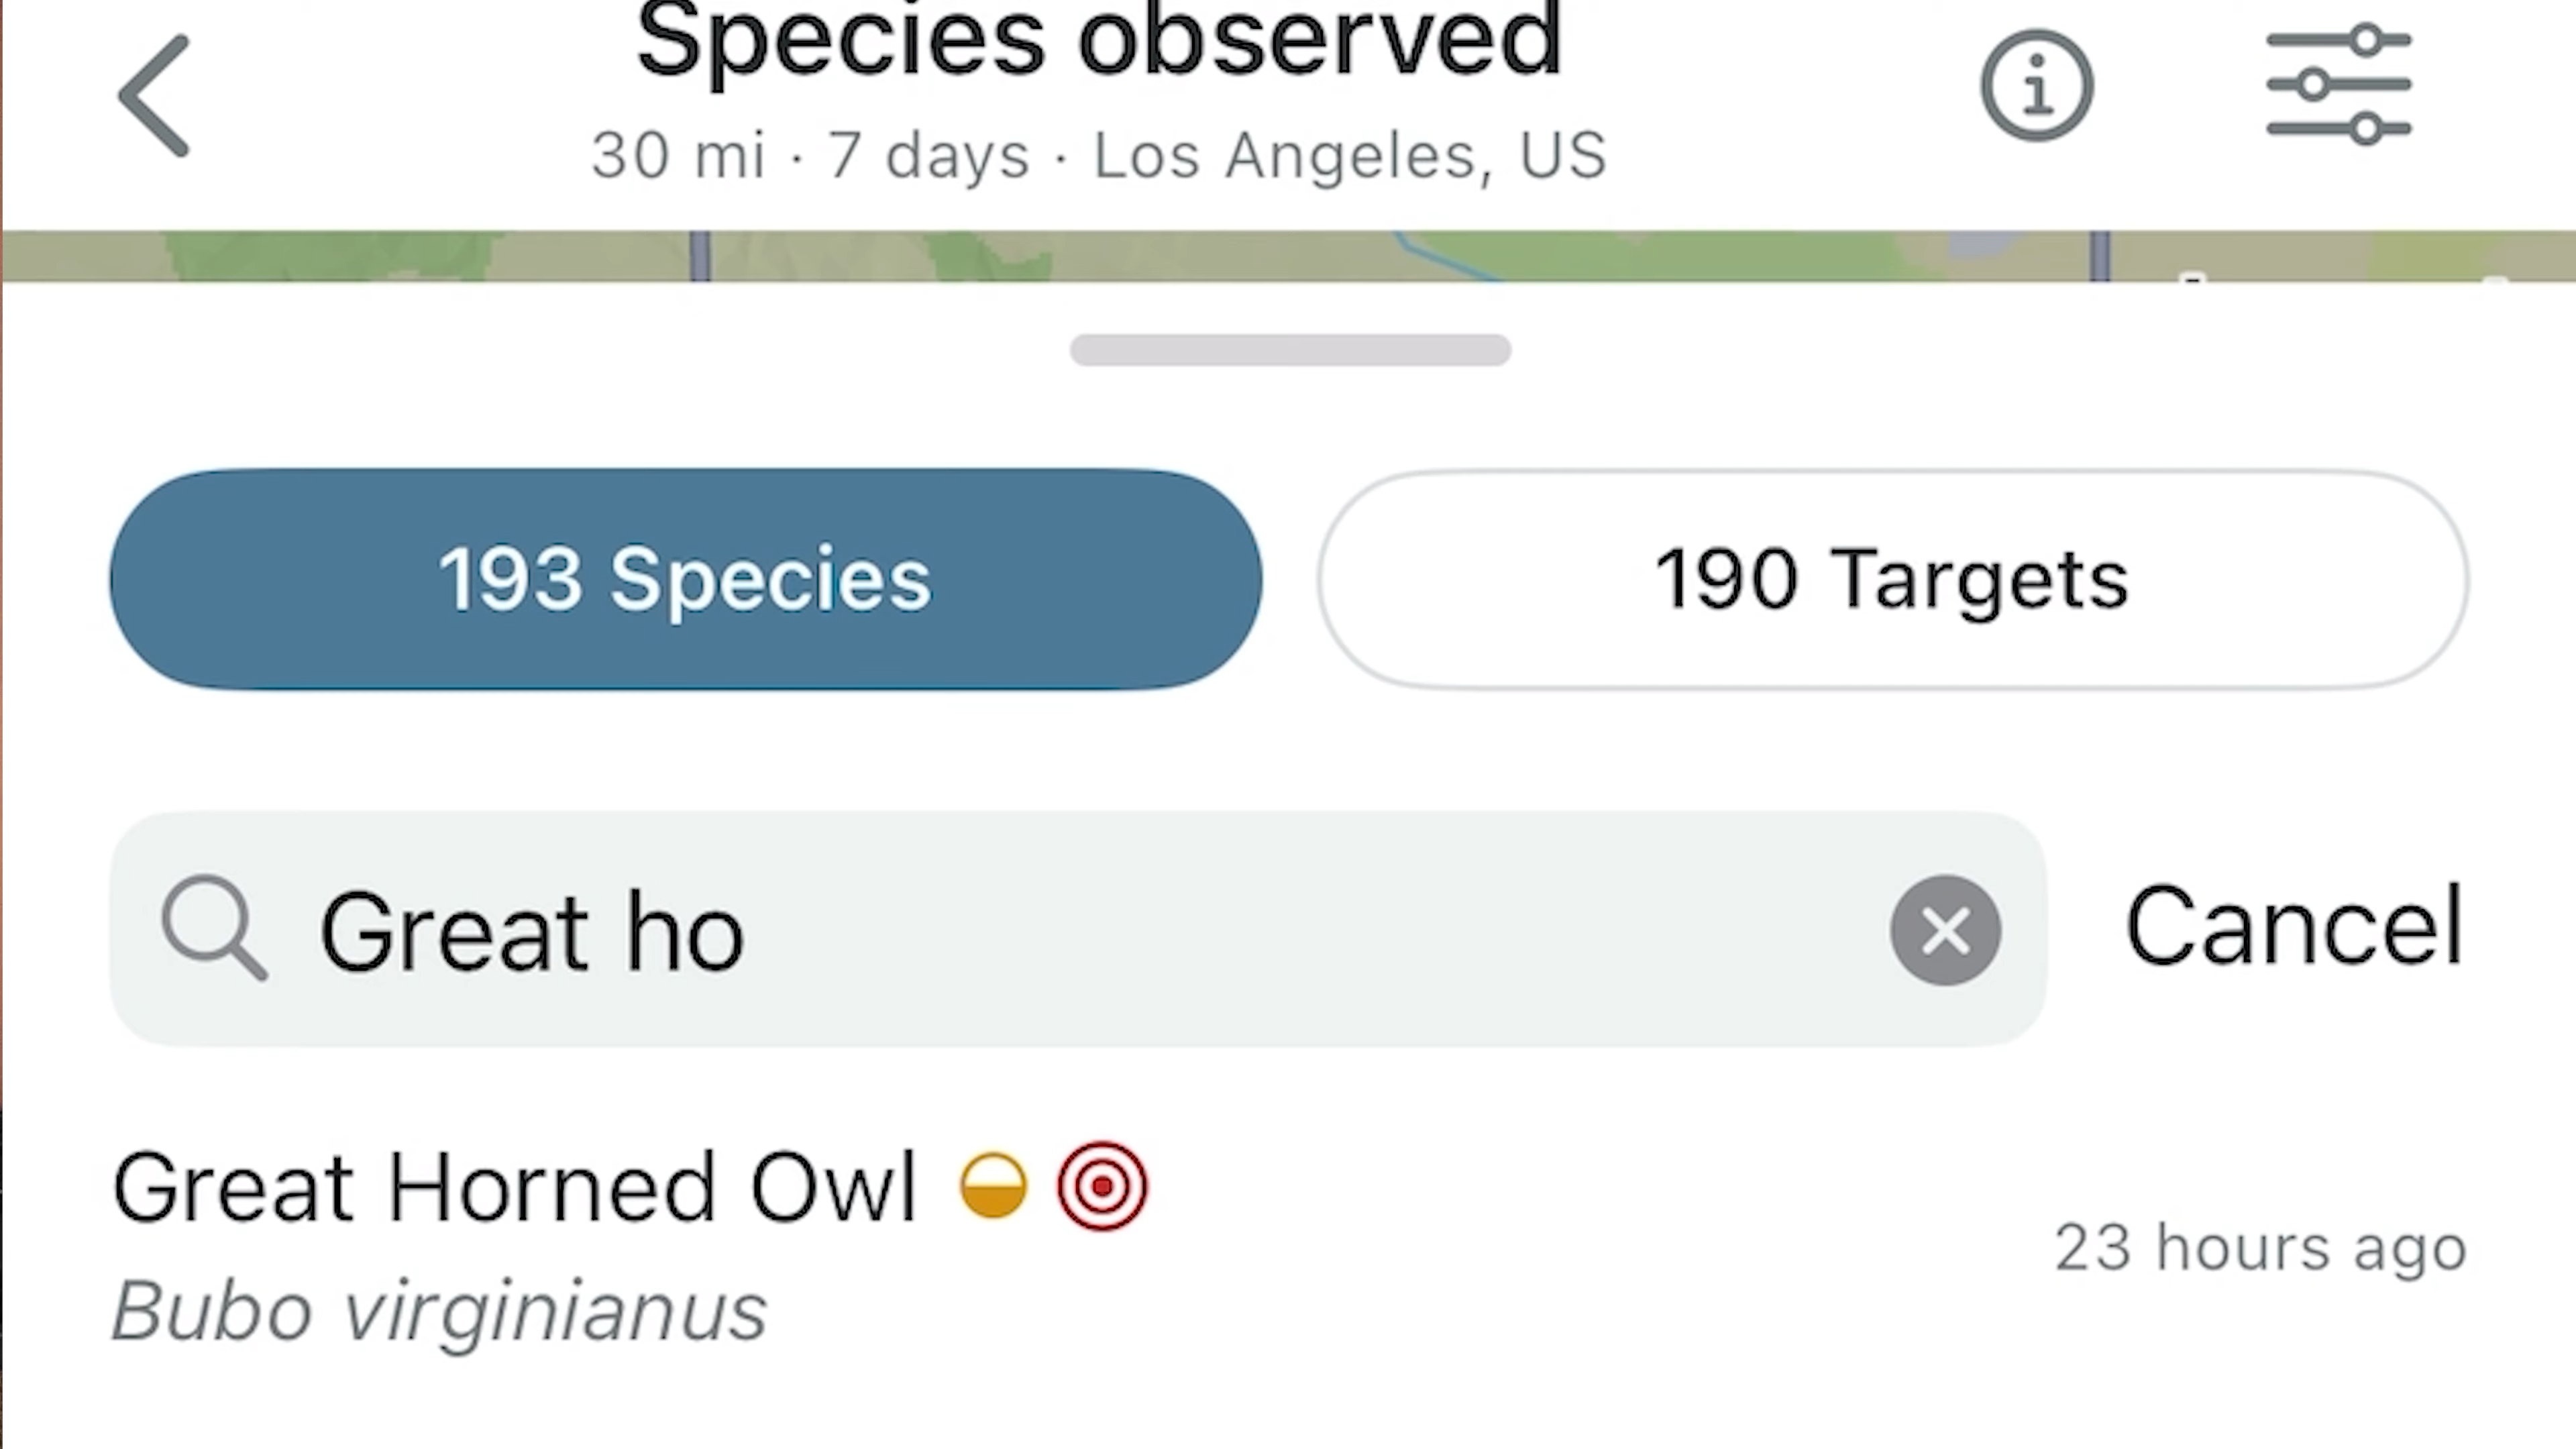 Species observed
30 mi · 7 days · Los Angeles, US
193 Species
190 Targets
Great ho
Cancel
Great Horned Owl
23 hours ago
Bubo virginianus